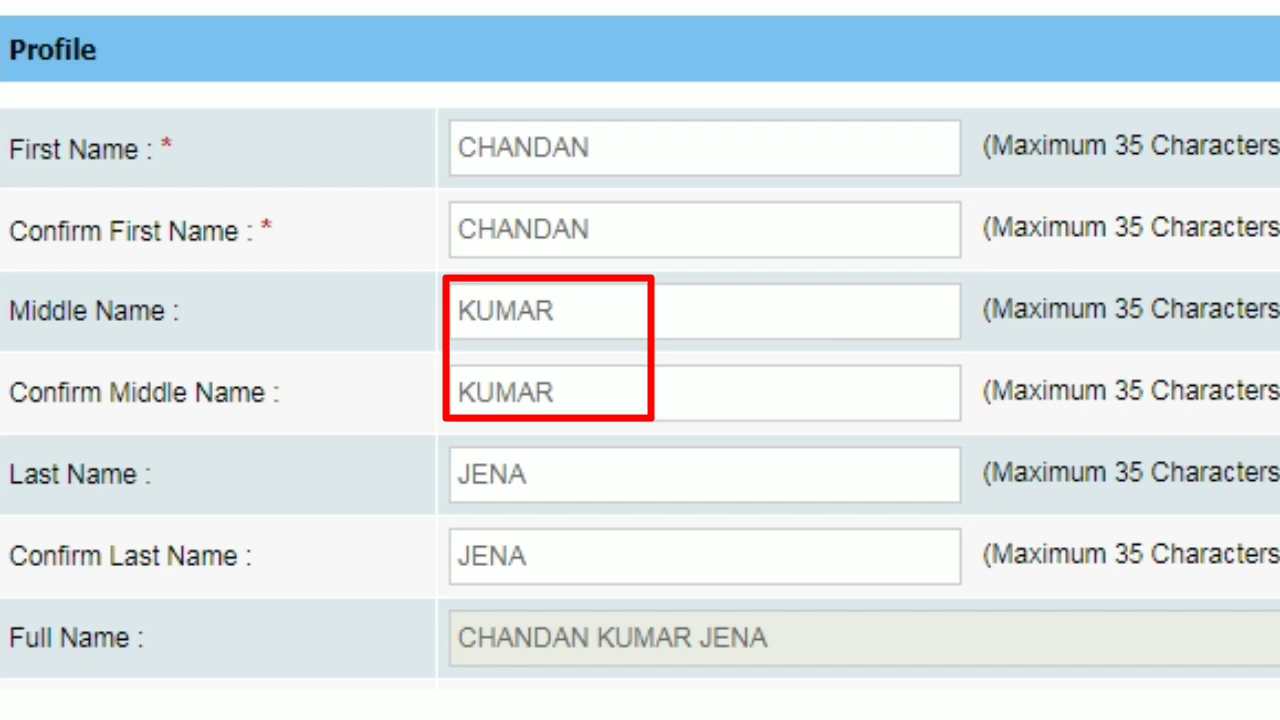 Profile
First Name : * CHANDAN (Maximum 35 Characters
Confirm First Name : * CHANDAN (Maximum 35 Characters
Middle Name : KUMAR (Maximum 35 Characters
Confirm Middle Name : KUMAR (Maximum 35 Characters
Last Name : JENA (Maximum 35 Characters
Confirm Last Name : JENA (Maximum 35 Characters
Full Name : CHANDAN KUMAR JENA